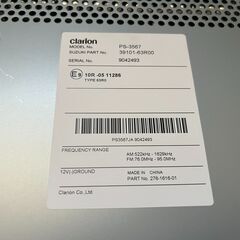 clarion
MODEL No. PS-3567
SUZUKI PART No. 39101-63R00
SERIAL No. 9042493
E9 10R -05 11286
TYPE 63R0
PS3567JA 9042493
FREQUENCY RANGE
AM:522kHz - 1629kHz
FM:76.0MHz - 95.0MHz
12V(-)GROUND MADE IN CHINA
PART No. 276-1616-01
Clarion Co.,Ltd.